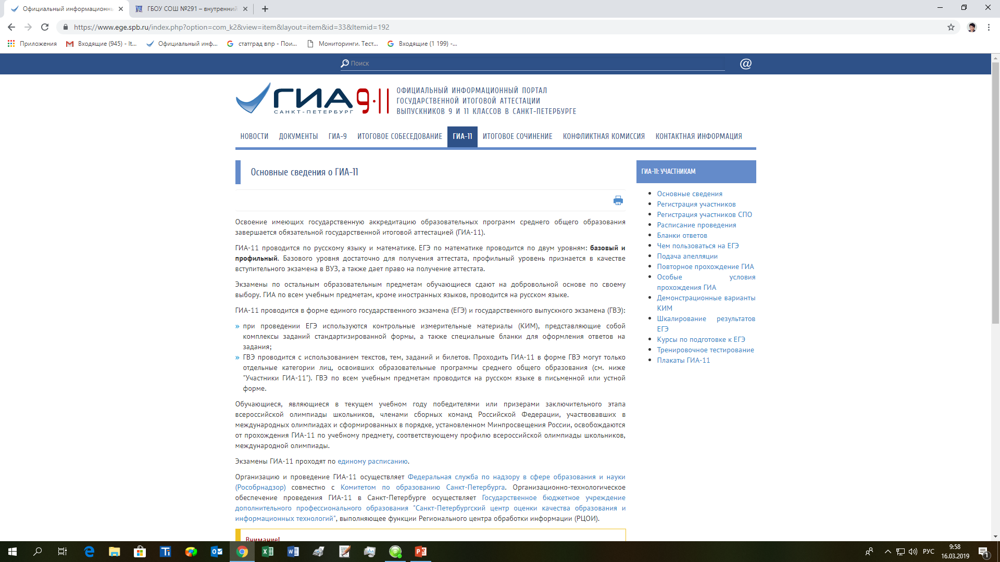 Официальный информационны
ГБОУ СОШ №291 – внутренний
https://www.ege.spb.ru/index.php?option=com_k2&view=item&layout=item&id=33&Itemid=192
Приложения
Входящие (945) - lt...
Официальный инф...
статград впр - Пои...
Мониторинги. Тест...
Входящие (1 199) -...
Поиск
@
ГИА 9·11
САНКТ-ПЕТЕРБУРГ
ОФИЦИАЛЬНЫЙ ИНФОРМАЦИОННЫЙ ПОРТАЛ
ГОСУДАРСТВЕННОЙ ИТОГОВОЙ АТТЕСТАЦИИ
ВЫПУСКНИКОВ 9 И 11 КЛАССОВ В САНКТ-ПЕТЕРБУРГЕ
НОВОСТИ ДОКУМЕНТЫ ГИА-9 ИТОГОВОЕ СОБЕСЕДОВАНИЕ ГИА-11 ИТОГОВОЕ СОЧИНЕНИЕ КОНФЛИКТНАЯ КОМИССИЯ КОНТАКТНАЯ ИНФОРМАЦИЯ
Основные сведения о ГИА-11
Освоение имеющих государственную аккредитацию образовательных программ среднего общего образования
завершается обязательной государственной итоговой аттестацией (ГИА-11).
ГИА-11 проводится по русскому языку и математике. ЕГЭ по математике проводится по двум уровням: базовый и
профильный. Базового уровня достаточно для получения аттестата, профильный уровень признается в качестве
вступительного экзамена в ВУЗ, а также дает право на получение аттестата.
Экзамены по остальным образовательным предметам обучающиеся сдают на добровольной основе по своему
выбору. ГИА по всем учебным предметам, кроме иностранных языков, проводится на русском языке.
ГИА-11 проводится в форме единого государственного экзамена (ЕГЭ) и государственного выпускного экзамена (ГВЭ):
» при проведении ЕГЭ используются контрольные измерительные материалы (КИМ), представляющие собой
комплексы заданий стандартизированной формы, а также специальные бланки для оформления ответов на
задания;
» ГВЭ проводится с использованием текстов, тем, заданий и билетов. Проходить ГИА-11 в форме ГВЭ могут только
отдельные категории лиц, освоивших образовательные программы среднего общего образования (см. ниже
"Участники ГИА-11"). ГВЭ по всем учебным предметам проводится на русском языке в письменной или устной
форме.
Обучающиеся, являющиеся в текущем учебном году победителями или призерами заключительного этапа
всероссийской олимпиады школьников, членами сборных команд Российской Федерации, участвовавших в
международных олимпиадах и сформированных в порядке, установленном Минпросвещения России, освобождаются
от прохождения ГИА-11 по учебному предмету, соответствующему профилю всероссийской олимпиады школьников,
международной олимпиады.
Экзамены ГИА-11 проходят по единому расписанию.
Организацию и проведение ГИА-11 осуществляет Федеральная служба по надзору в сфере образования и науки
(Рособрнадзор) совместно с Комитетом по образованию Санкт-Петербурга. Организационно-технологическое
обеспечение проведения ГИА-11 в Санкт-Петербурге осуществляет Государственное бюджетное учреждение
дополнительного профессионального образования "Санкт-Петербургский центр оценки качества образования и
информационных технологий", выполняющее функции Регионального центра обработки информации (РЦОИ).
Внимание!
ГИА-11: УЧАСТНИКАМ
Основные сведения
Регистрация участников
Регистрация участников СПО
Расписание проведения
Бланки ответов
Чем пользоваться на ЕГЭ
Подача апелляции
Повторное прохождение ГИА
Особые условия
прохождения ГИА
Демонстрационные варианты
КИМ
Шкалирование результатов
ЕГЭ
Курсы по подготовке к ЕГЭ
Тренировочное тестирование
Плакаты ГИА-11
РУС
9:58
16.03.2019
1